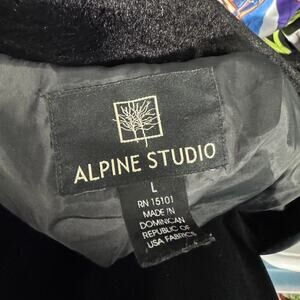 ALPINE STUDIO
L
RN 15101
MADE IN
DOMINICAN
REPUBLIC OF
USA FABRICS